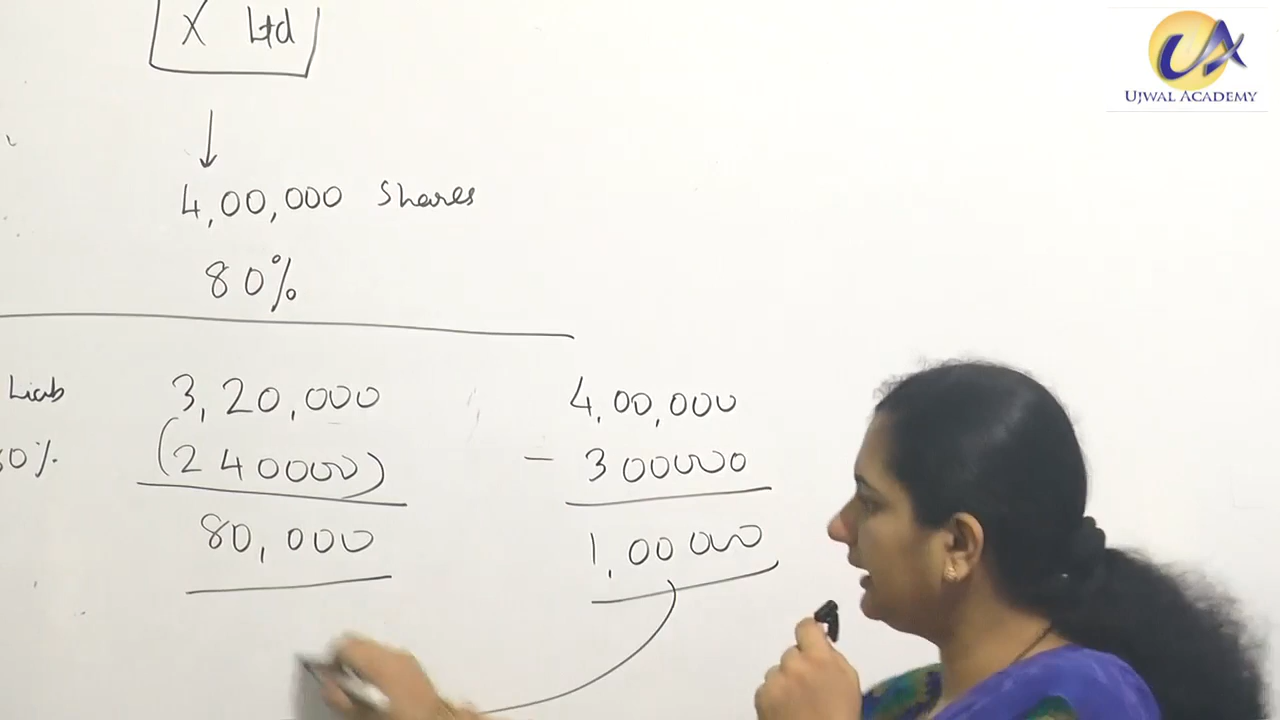 X Ltd
UJWAL ACADEMY
4,00,000 Shares
80%
Liab 3,20,000 4,00,000
0% (240000) - 300000
80,000 1,00000